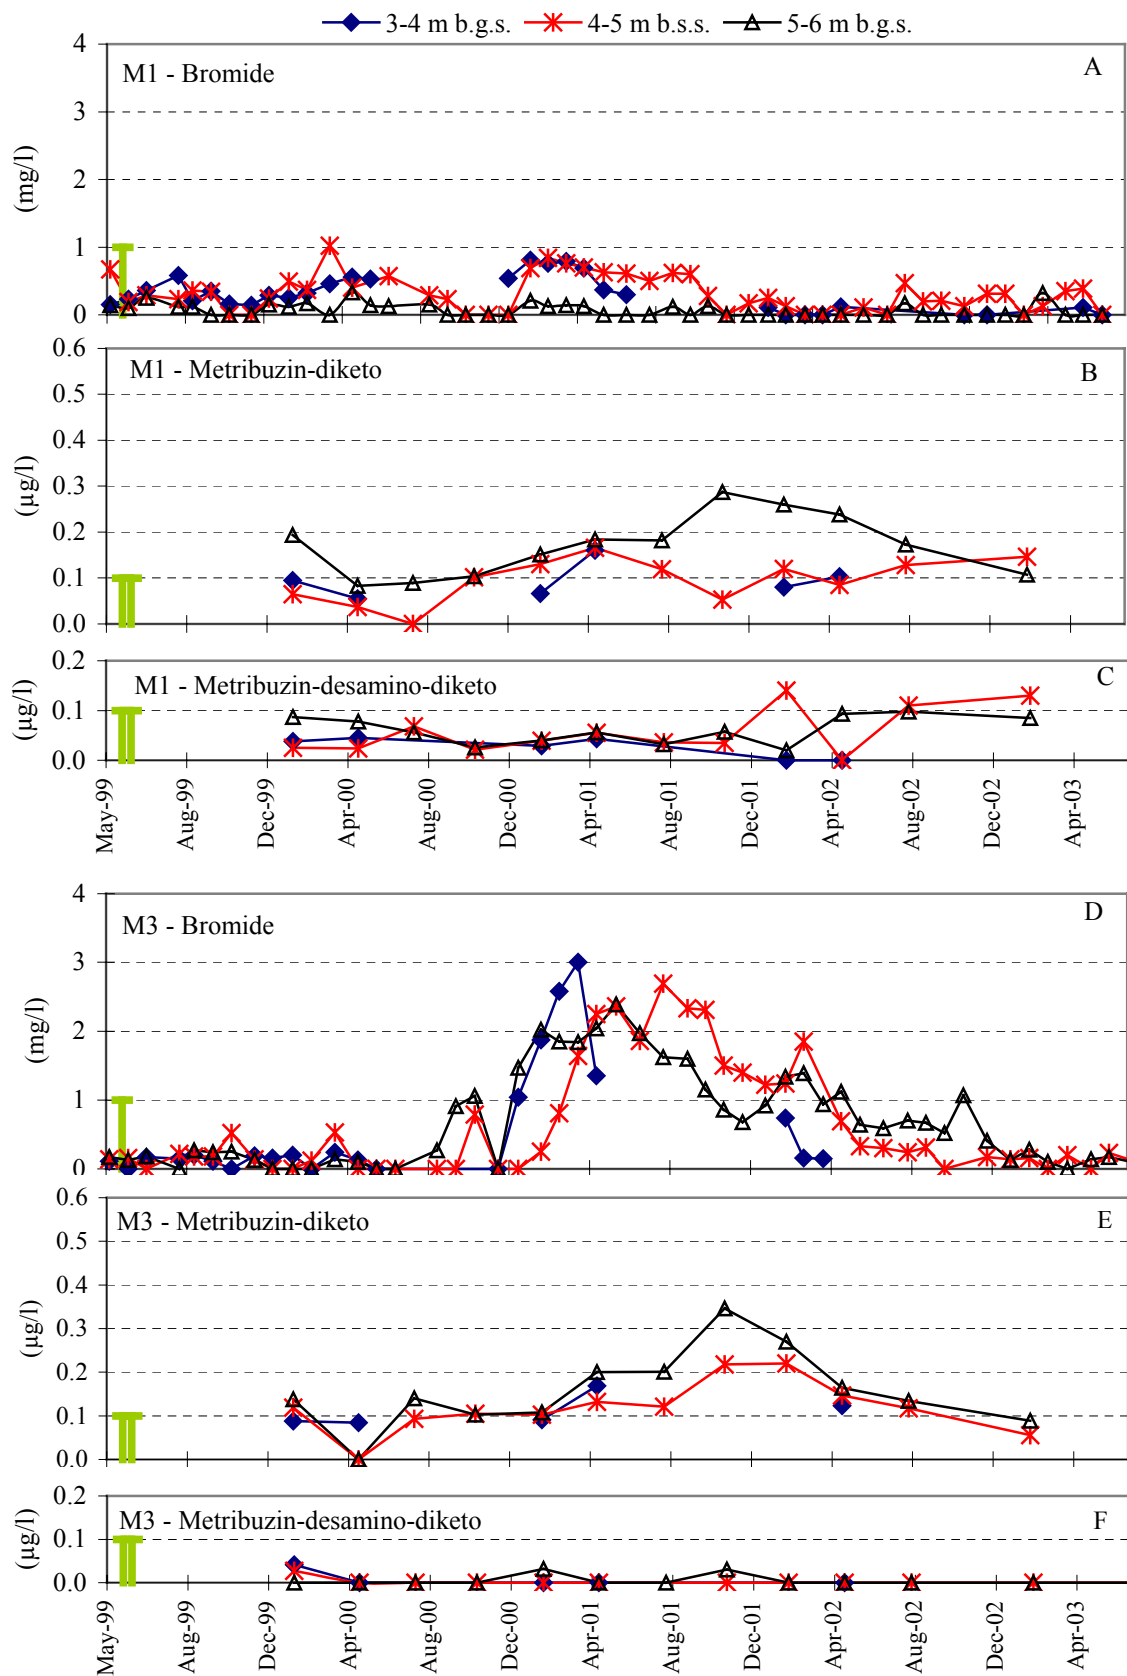 3-4 m b.g.s. 4-5 m b.s.s. 5-6 m b.g.s.
4
M1 - Bromide A
3
(mg/l)
2
1
0
0.6
M1 - Metribuzin-diketo B
0.5
0.4
(µg/l)
0.3
0.2
0.1
0.0
0.2
M1 - Metribuzin-desamino-diketo C
(µg/l)
0.1
0.0
May-99 Aug-99 Dec-99 Apr-00 Aug-00 Dec-00 Apr-01 Aug-01 Dec-01 Apr-02 Aug-02 Dec-02 Apr-03
4
M3 - Bromide D
3
(mg/l)
2
1
0
0.6
M3 - Metribuzin-diketo E
0.5
0.4
(µg/l)
0.3
0.2
0.1
0.0
0.2
M3 - Metribuzin-desamino-diketo F
(µg/l)
0.1
0.0
May-99 Aug-99 Dec-99 Apr-00 Aug-00 Dec-00 Apr-01 Aug-01 Dec-01 Apr-02 Aug-02 Dec-02 Apr-03